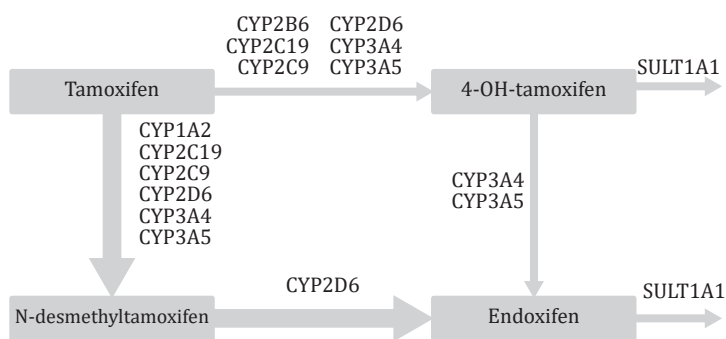 CYP2B6 CYP2D6
CYP2C19 CYP3A4
CYP2C9 CYP3A5
SULT1A1
Tamoxifen
4-OH-tamoxifen
CYP1A2
CYP2C19
CYP2C9
CYP2D6
CYP3A4
CYP3A5
CYP3A4
CYP3A5
CYP2D6
SULT1A1
N-desmethyltamoxifen
Endoxifen